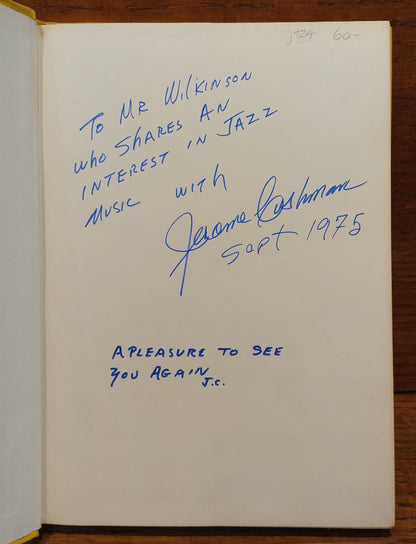 60-
To Mr Wilkinson
who SHARES AN
INTEREST IN JAZZ
MUSIC WITH
Jerome Cushman
Sept 1975
A PLEASURE TO SEE
YOU AGAIN
J.C.